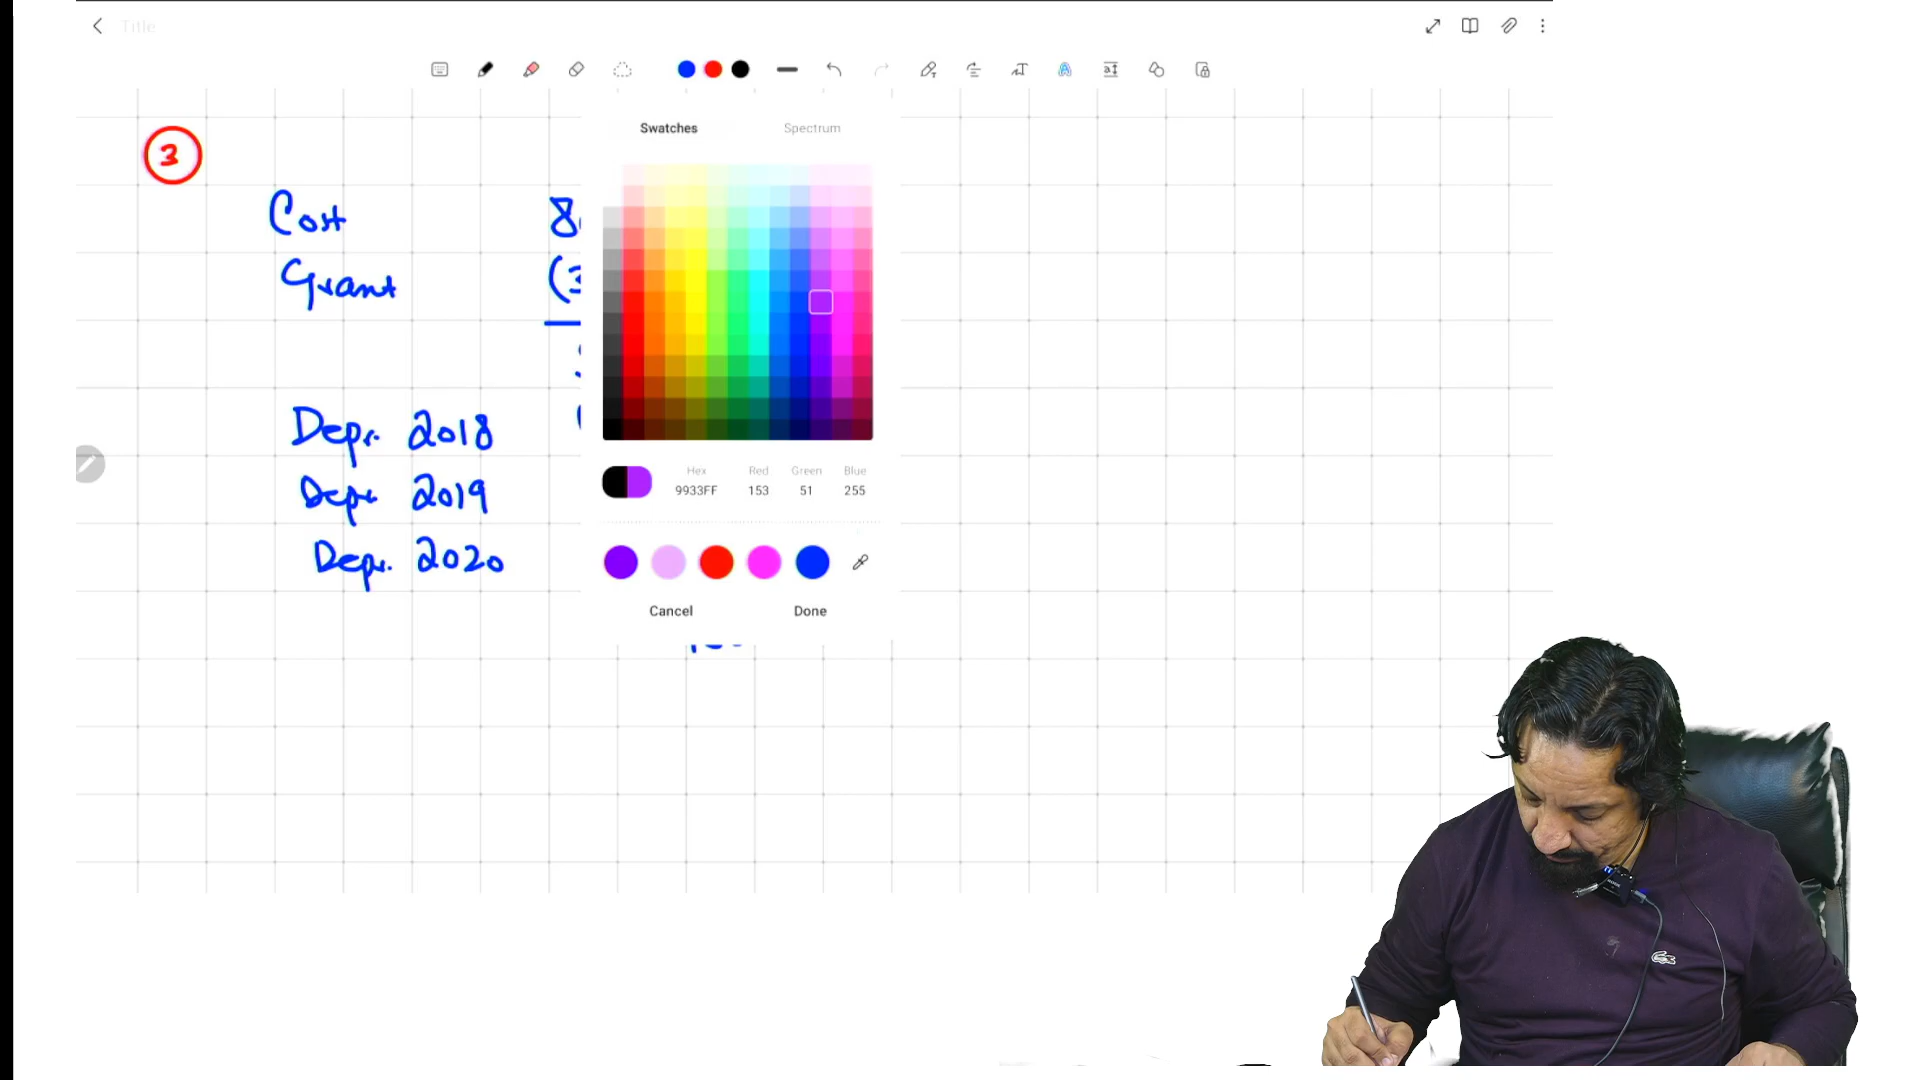 Title
Swatches Spectrum
3
Cost
Grant
Depr. 2018
Depr 2019
Depr. 2020
Hex Red Green Blue
9933FF 153 51 255
Cancel Done